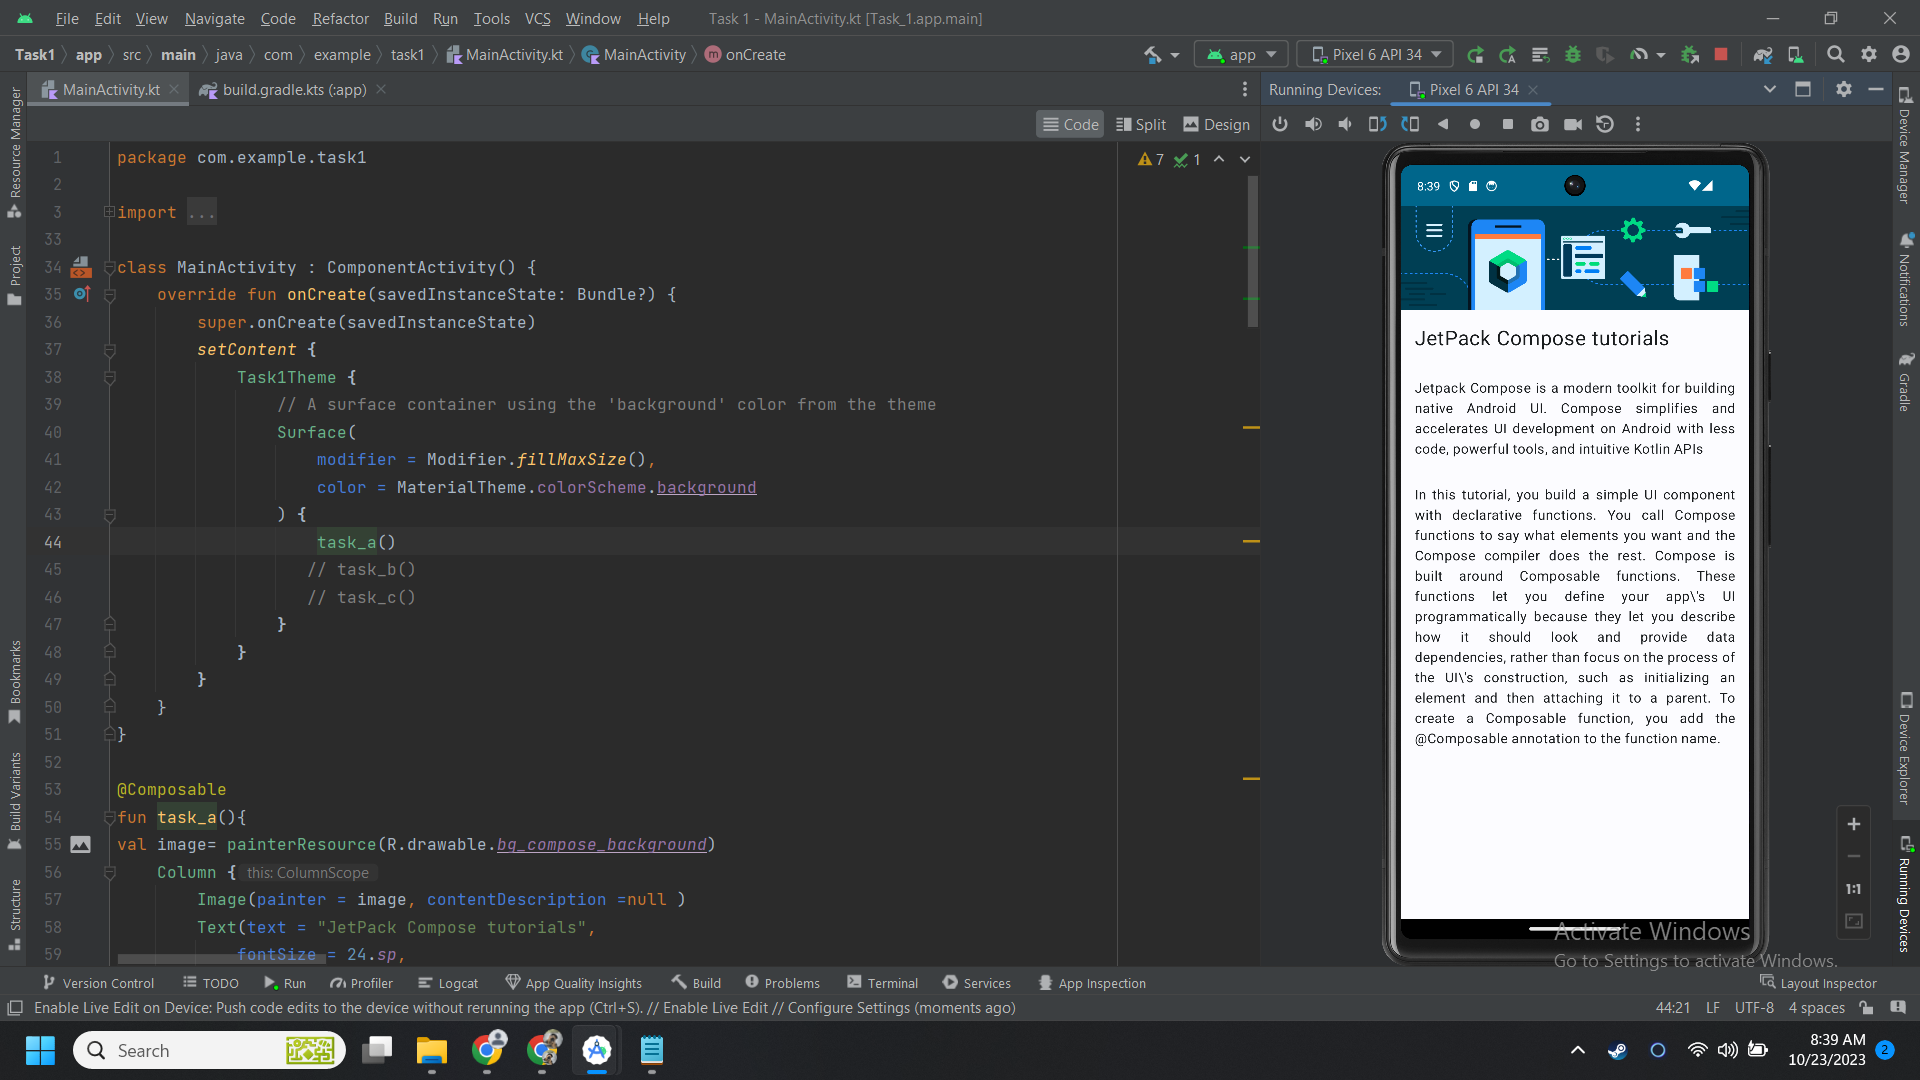 File Edit View Navigate Code Refactor Build Run Tools VCS Window Help Task 1 - MainActivity.kt [Task_1.app.main]
Task1 app src main java com example task1 MainActivity.kt MainActivity onCreate app Pixel 6 API 34
MainActivity.kt build.gradle.kts (:app) Running Devices: Pixel 6 API 34
Code Split Design
Resource Manager
Project
Bookmarks
Build Variants
Structure
1 package com.example.task1
2
3 import ...
33
34 class MainActivity : ComponentActivity() {
35 override fun onCreate(savedInstanceState: Bundle?) {
36 super.onCreate(savedInstanceState)
37 setContent {
38 Task1Theme {
39 // A surface container using the 'background' color from the theme
40 Surface(
41 modifier = Modifier.fillMaxSize(),
42 color = MaterialTheme.colorScheme.background
43 ) {
44 task_a()
45 // task_b()
46 // task_c()
47 }
48 }
49 }
50 }
51 }
52
53 @Composable
54 fun task_a(){
55 val image= painterResource(R.drawable.bg_compose_background)
56 Column { this: ColumnScope
57 Image(painter = image, contentDescription =null )
58 Text(text = "JetPack Compose tutorials",
59 fontSize = 24.sp,
7 1
8:39
JetPack Compose tutorials
Jetpack Compose is a modern toolkit for building
native Android UI. Compose simplifies and
accelerates UI development on Android with less
code, powerful tools, and intuitive Kotlin APIs
In this tutorial, you build a simple UI component
with declarative functions. You call Compose
functions to say what elements you want and the
Compose compiler does the rest. Compose is
built around Composable functions. These
functions let you define your app\'s UI
programmatically because they let you describe
how it should look and provide data
dependencies, rather than focus on the process of
the UI\'s construction, such as initializing an
element and then attaching it to a parent. To
create a Composable function, you add the
@Composable annotation to the function name.
1:1
Device Manager
Notifications
Gradle
Device Explorer
Running Devices
Activate Windows
Go to Settings to activate Windows.
Version Control TODO Run Profiler Logcat App Quality Insights Build Problems Terminal Services App Inspection Layout Inspector
Enable Live Edit on Device: Push code edits to the device without rerunning the app (Ctrl+S). // Enable Live Edit // Configure Settings (moments ago) 44:21 LF UTF-8 4 spaces
Search
8:39 AM
10/23/2023
2